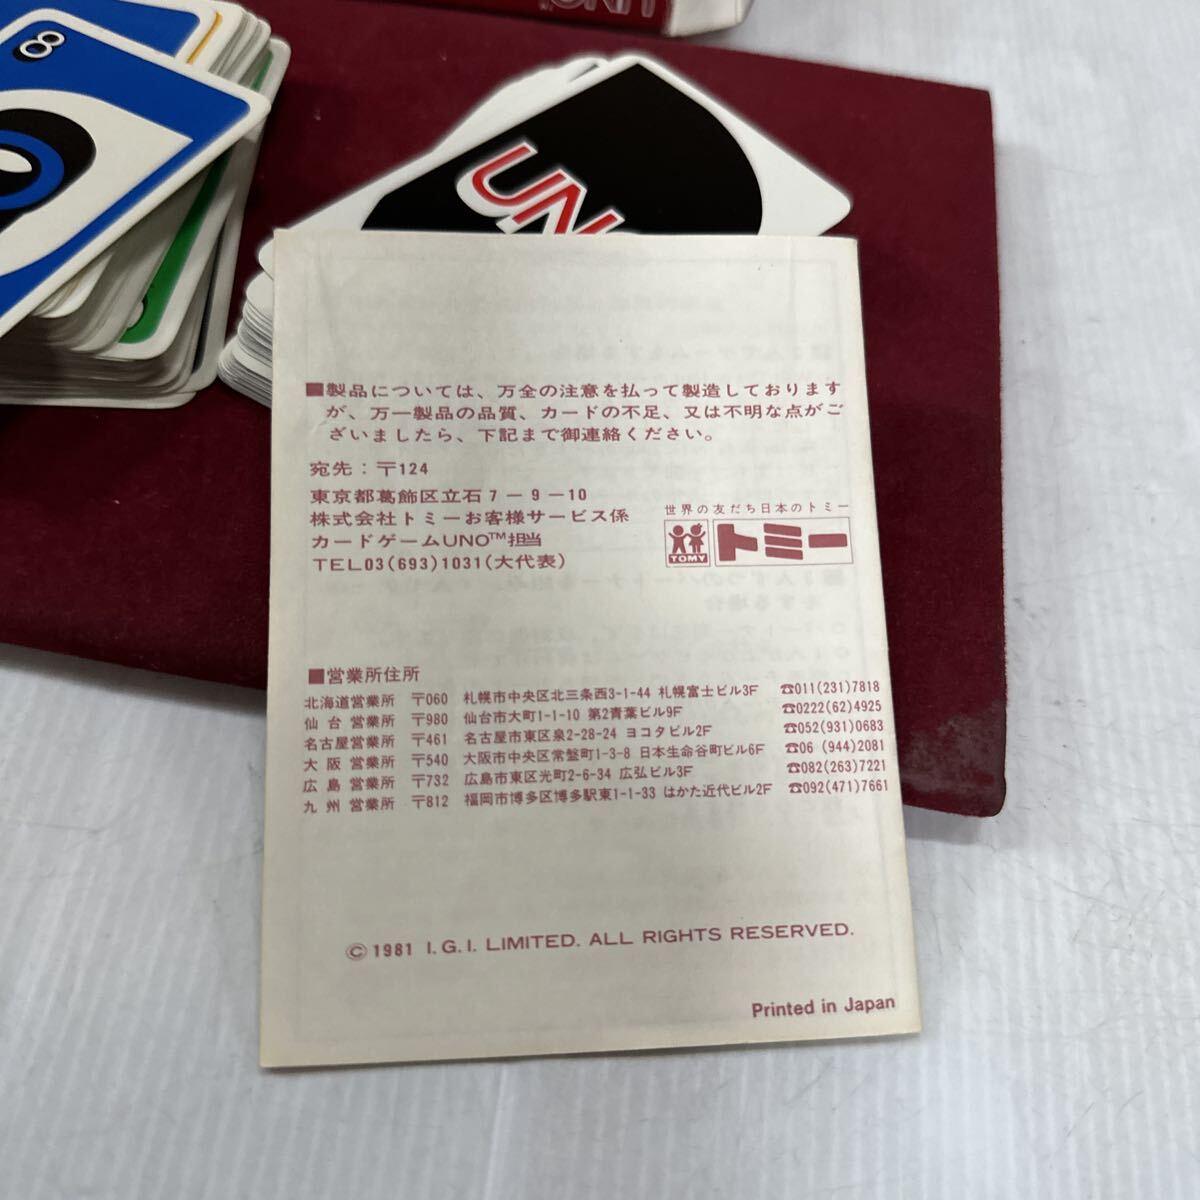 8
UNO
■製品については、万全の注意を払って製造しております
が、万一製品の品質、カードの不足、又は不明な点がご
ざいましたら、下記まで御連絡ください。
宛先：〒124
東京都葛飾区立石7－9－10
株式会社トミーお客様サービス係
カードゲームUNO™担当
TEL03(693)1031(大代表)
世界の友だち日本のトミー
TOMY トミー
■営業所住所
北海道営業所 〒060 札幌市中央区北三条西3-1-44 札幌富士ビル3F ☎011(231)7818
仙台 営業所 〒980 仙台市大町1-1-10 第2青葉ビル9F ☎0222(62)4925
名古屋営業所 〒461 名古屋市東区泉2-28-24 ヨコタビル2F ☎052(931)0683
大阪 営業所 〒540 大阪市中央区常盤町1-3-8 日本生命谷町ビル6F ☎06 (944)2081
広島 営業所 〒732 広島市東区光町2-6-34 広弘ビル3F ☎082(263)7221
九州 営業所 〒812 福岡市博多区博多駅東1-1-33 はかた近代ビル2F ☎092(471)7661
© 1981 I.G.I. LIMITED. ALL RIGHTS RESERVED.
Printed in Japan